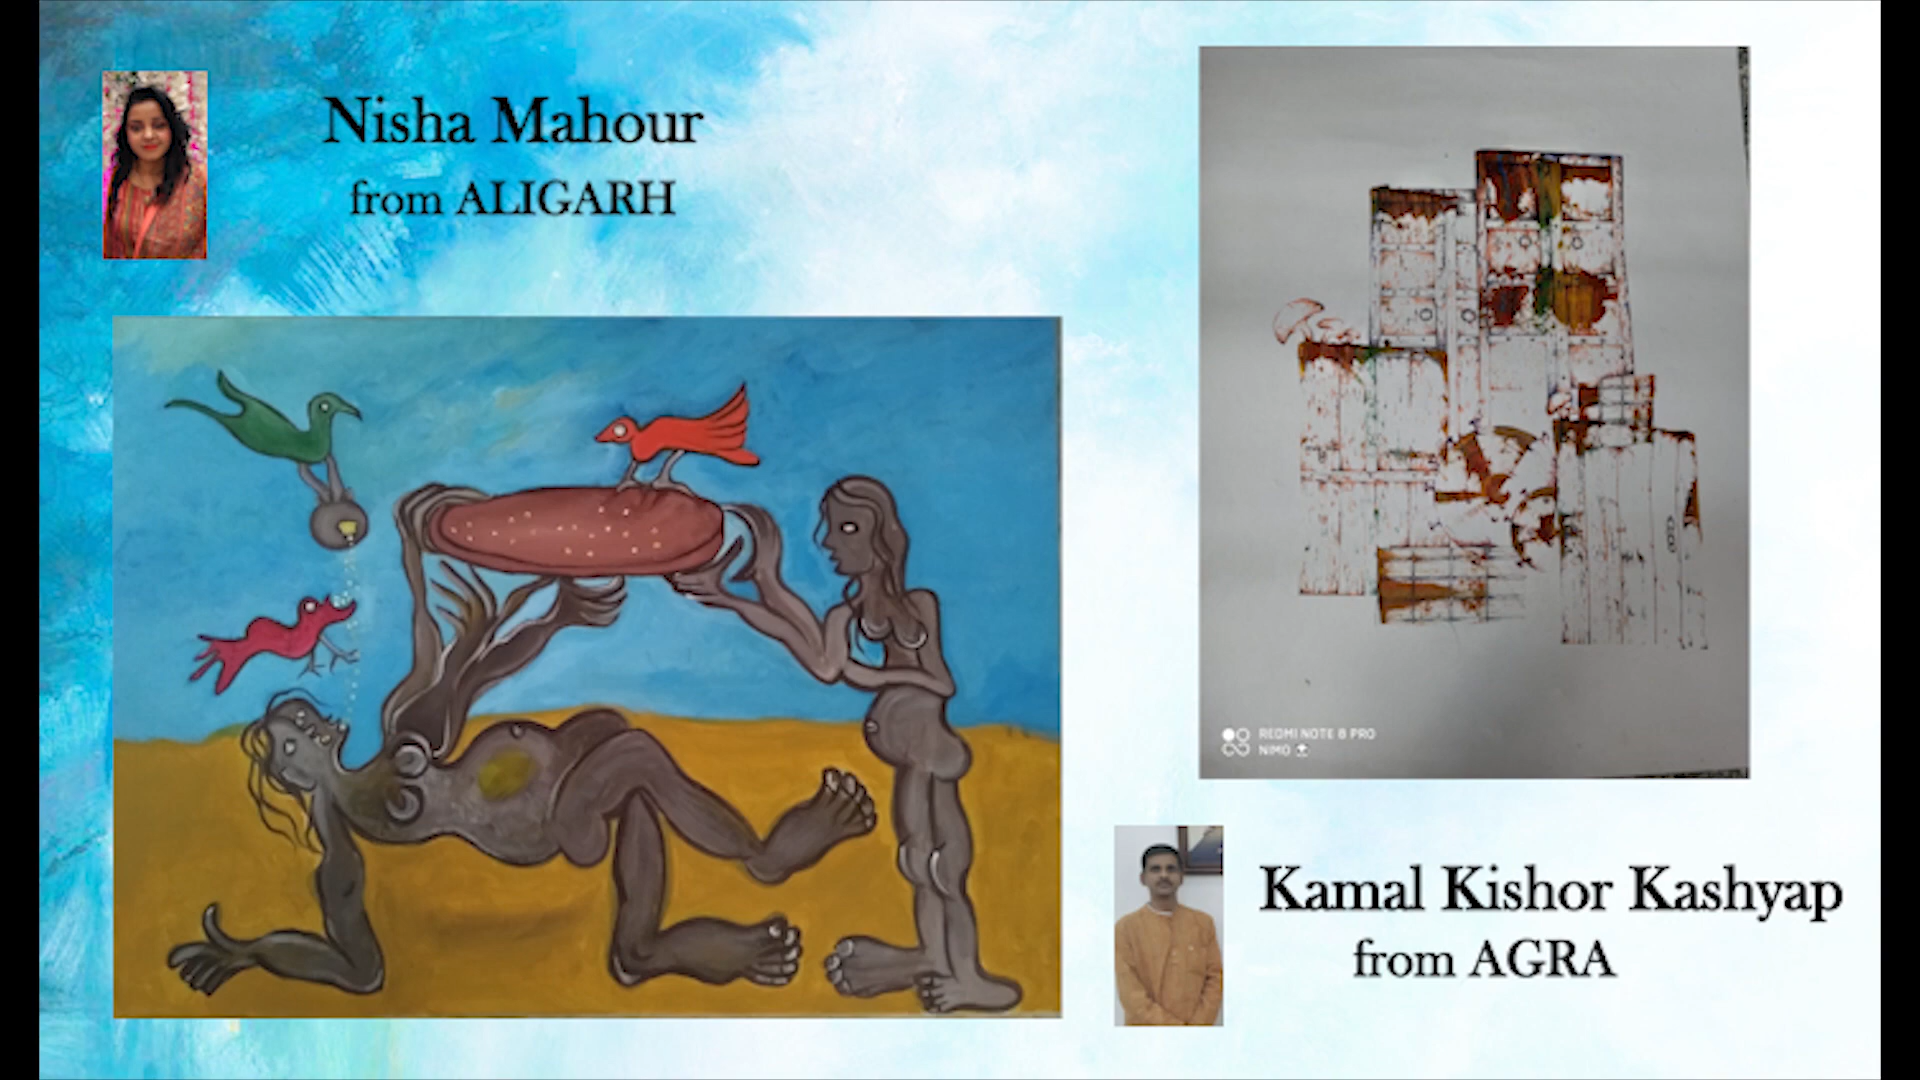 Nisha Mahour
from ALIGARH
REDMI NOTE 8 PRO
NIMO
Kamal Kishor Kashyap
from AGRA